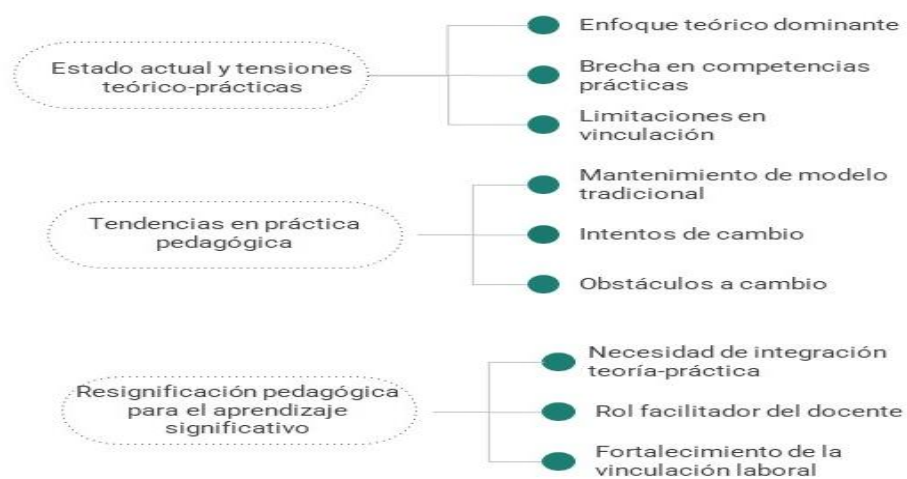 Estado actual y tensiones
teórico-prácticas
Enfoque teórico dominante
Brecha en competencias
prácticas
Limitaciones en
vinculación
Tendencias en práctica
pedagógica
Mantenimiento de modelo
tradicional
Intentos de cambio
Obstáculos a cambio
Resignificación pedagógica
para el aprendizaje
significativo
Necesidad de integración
teoría-práctica
Rol facilitador del docente
Fortalecimiento de la
vinculación laboral